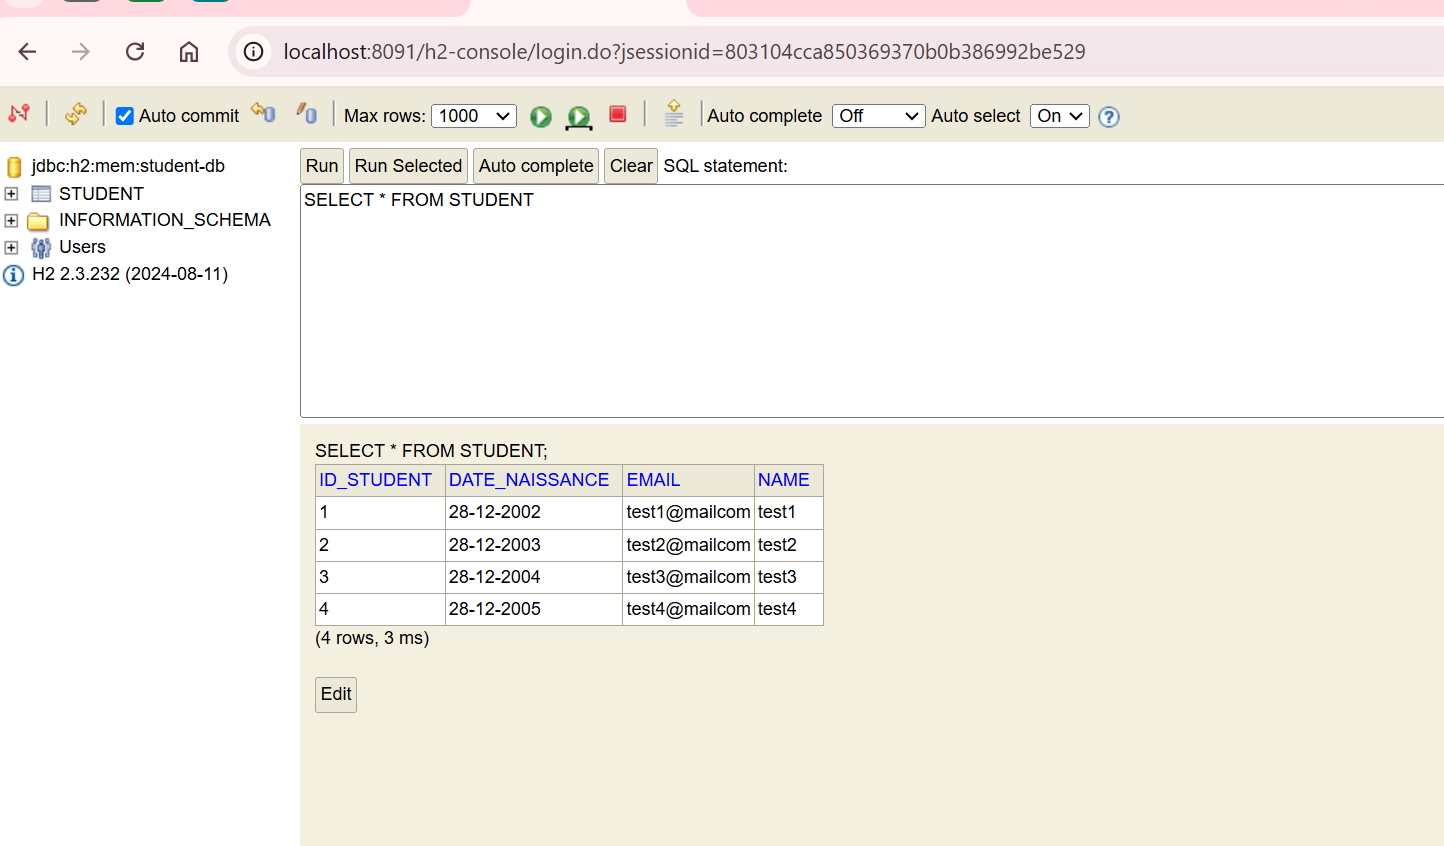 localhost:8091/h2-console/login.do?jsessionid=803104cca850369370b0b386992be529
Auto commit Max rows: 1000 Auto complete Off Auto select On
jdbc:h2:mem:student-db
STUDENT
INFORMATION_SCHEMA
Users
H2 2.3.232 (2024-08-11)
Run Run Selected Auto complete Clear SQL statement:
SELECT * FROM STUDENT
SELECT * FROM STUDENT;
ID_STUDENT DATE_NAISSANCE EMAIL NAME
1 28-12-2002 test1@mailcom test1
2 28-12-2003 test2@mailcom test2
3 28-12-2004 test3@mailcom test3
4 28-12-2005 test4@mailcom test4
(4 rows, 3 ms)
Edit